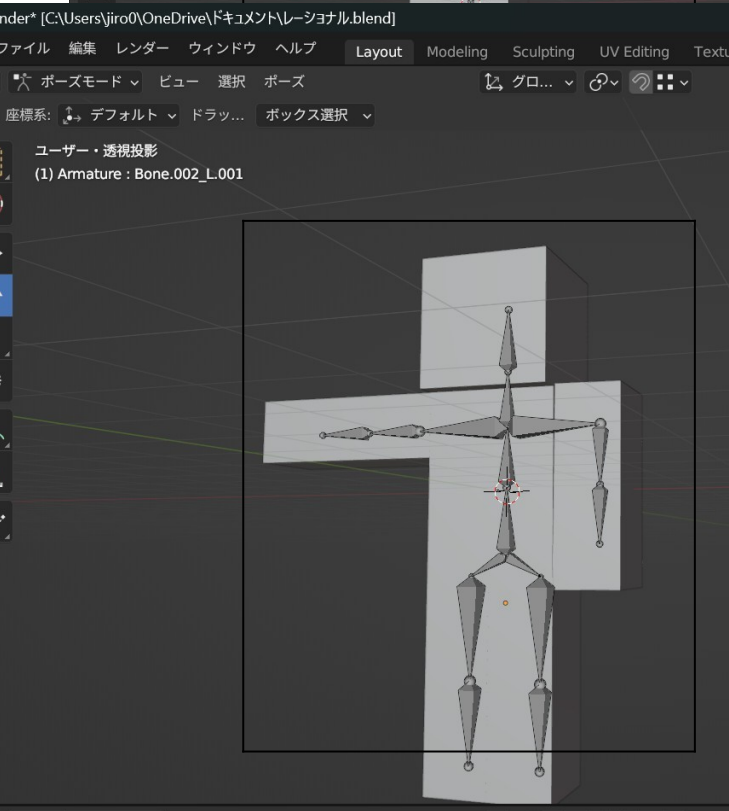 nder* [C:\Users\jiro0\OneDrive\ドキュメント\レーショナル.blend]
ファイル 編集 レンダー ウィンドウ ヘルプ Layout Modeling Sculpting UV Editing Textu
ポーズモード ビュー 選択 ポーズ グロ...
座標系: デフォルト ドラッ... ボックス選択
ユーザー・透視投影
(1) Armature : Bone.002_L.001